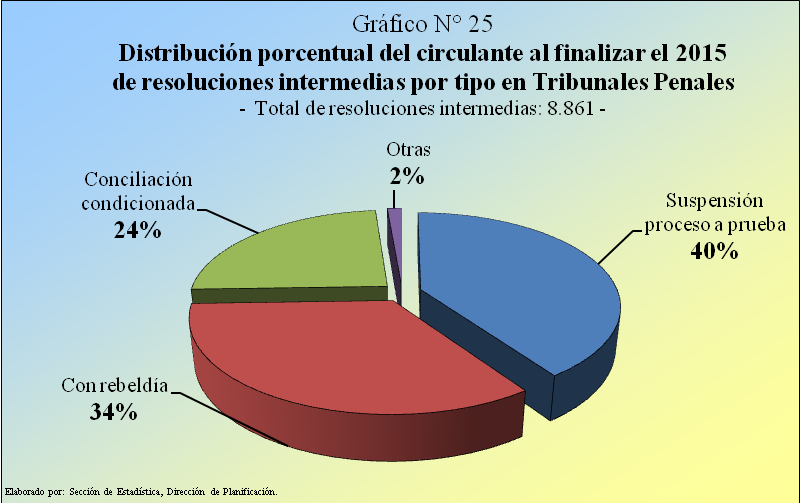 Gráfico N° 25
Distribución porcentual del circulante al finalizar el 2015
de resoluciones intermedias por tipo en Tribunales Penales
- Total de resoluciones intermedias: 8.861 -
Otras
2%
Conciliación
condicionada
24%
Suspensión
proceso a prueba
40%
Con rebeldía
34%
Elaborado por: Sección de Estadística, Dirección de Planificación.